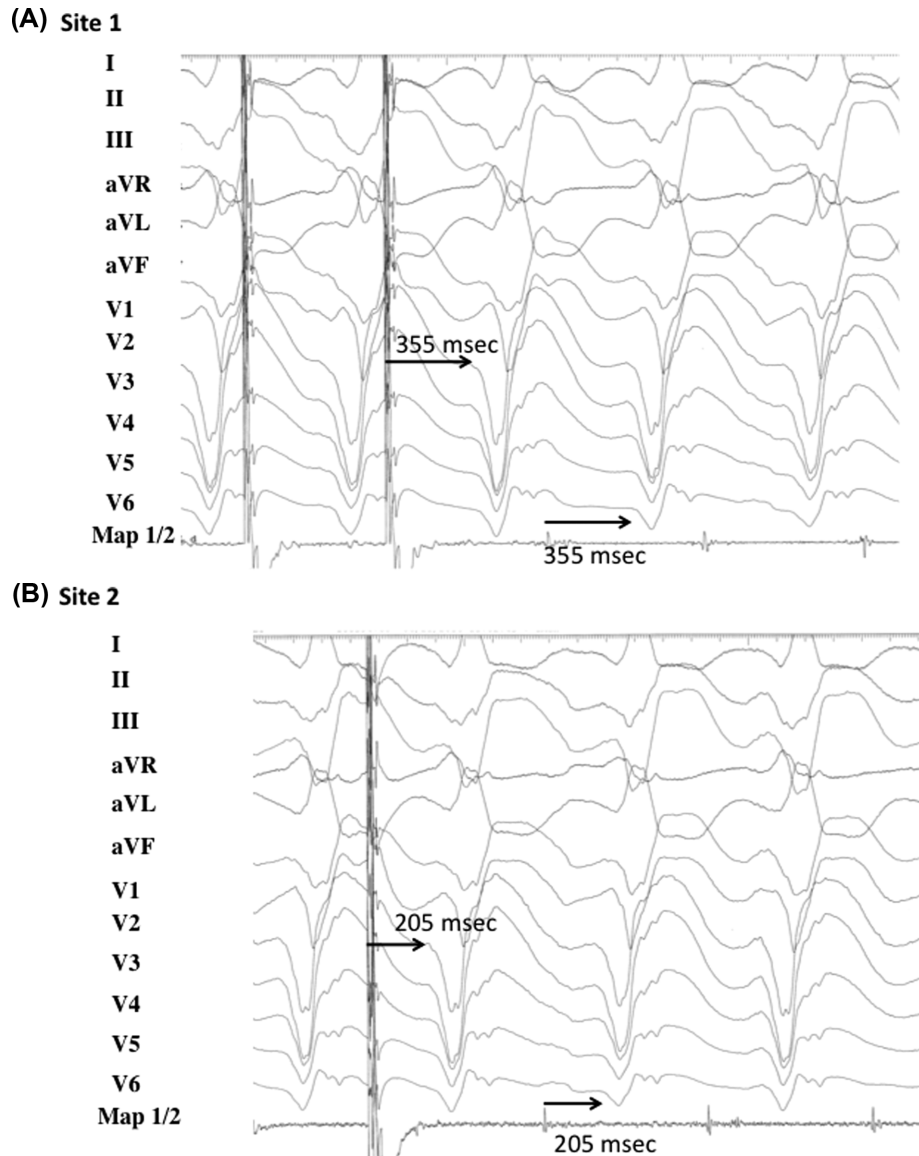 (A) Site 1
I
II
III
aVR
aVL
aVF
V1
V2
355 msec
V3
V4
V5
V6
Map 1/2
355 msec
(B) Site 2
I
II
III
aVR
aVL
aVF
V1
V2
205 msec
V3
V4
V5
V6
Map 1/2
205 msec